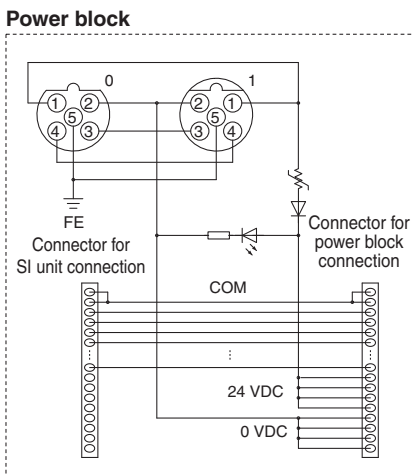 Power block
0
1
1 2
2 1
5
5
4 3
3 4
FE
Connector for
SI unit connection
Connector for
power block
connection
COM
24 VDC
0 VDC